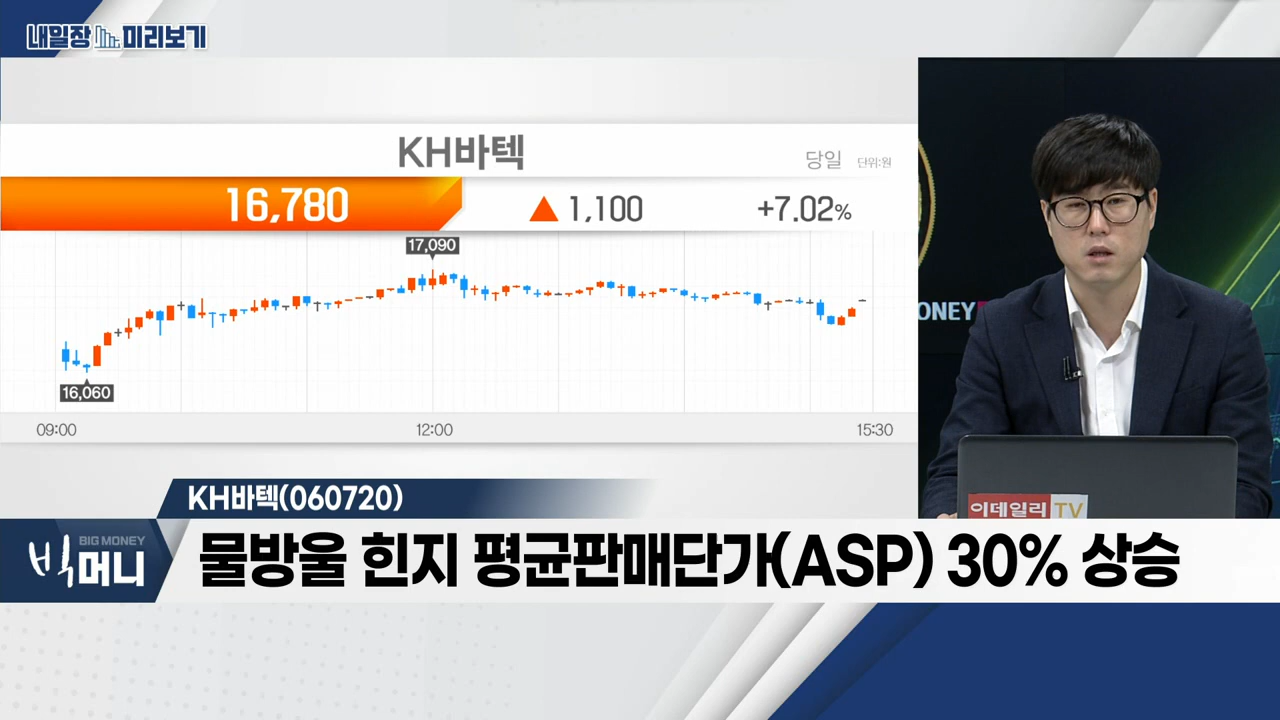 내일장 미리보기
KH바텍
당일 단위:원
16,780 ▲ 1,100 +7.02%
17,090
16,060
09:00 12:00 15:30
ONEY
이데일리 TV
KH바텍(060720)
BIG MONEY
빅머니
물방울 힌지 평균판매단가(ASP) 30% 상승